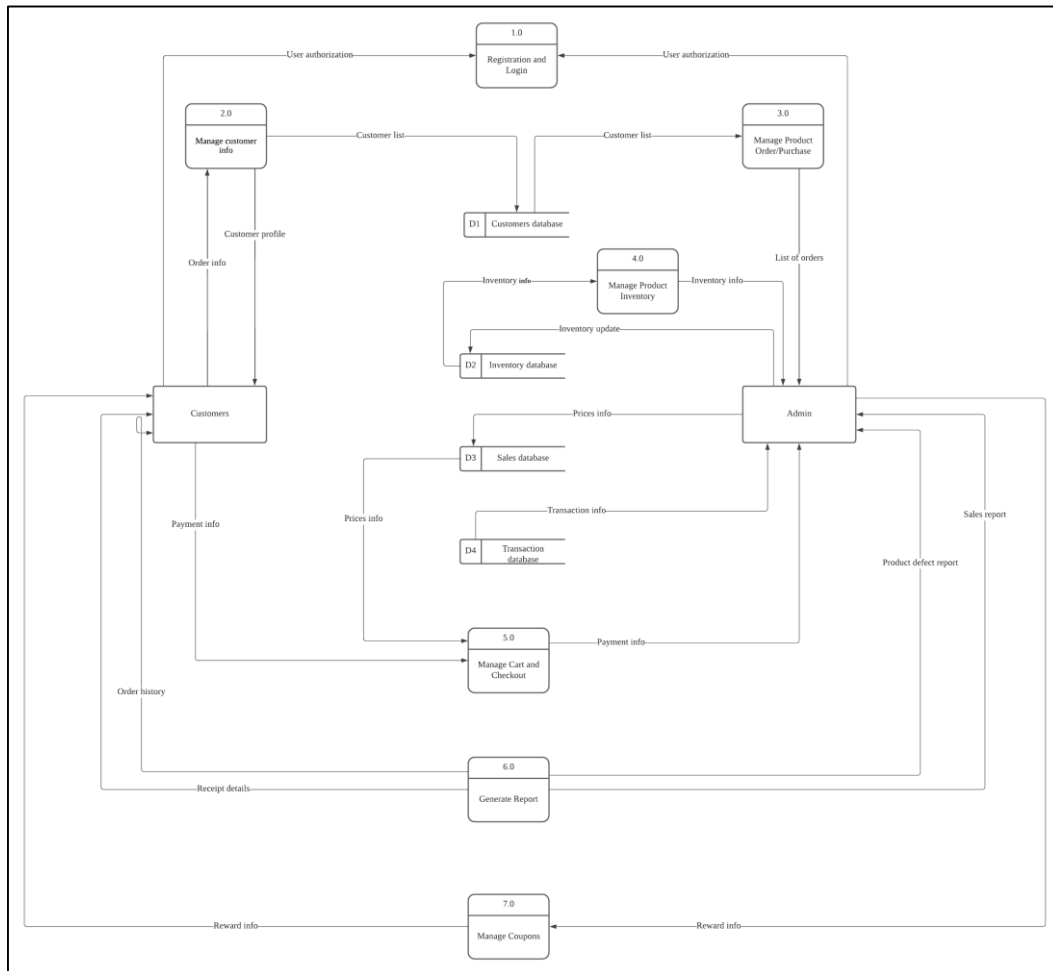 1.0
User authorization
User authorization
Registration and
Login
2.0
3.0
Customer list
Customer list
Manage customer
info
Manage Product
Order/Purchase
D1
Customers database
Customer profile
4.0
List of orders
Order info
Inventory info
Inventory info
Manage Product
Inventory
Inventory update
D2
Inventory database
Customers
Prices info
Admin
D3
Sales database
Transaction info
Sales report
Prices info
Payment info
D4
Transaction
database
Product defect report
5.0
Payment info
Manage Cart and
Checkout
Order history
6.0
Receipt details
Generate Report
7.0
Reward info
Reward info
Manage Coupons